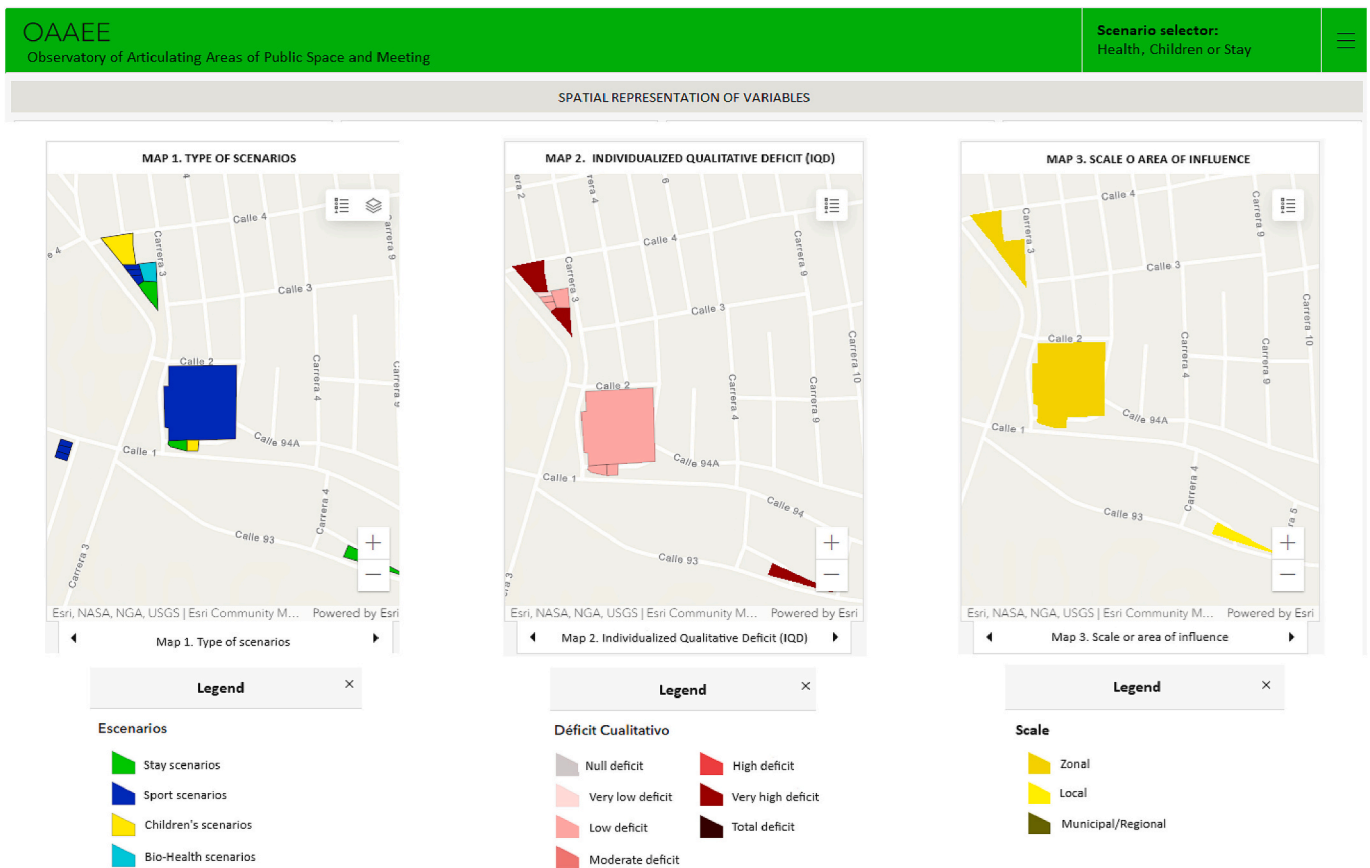 OAAEE
Observatory of Articulating Areas of Public Space and Meeting
Scenario selector:
Health, Children or Stay
SPATIAL REPRESENTATION OF VARIABLES
MAP 1. TYPE OF SCENARIOS
4
Calle 4
Carrera 9
e 4
Carrera 3
Calle 3
Calle 2
Carrera 4
Carrera 9
Calle 94A
Calle 1
Carrera 4
Calle 93
Carrera 3
+
−
Esri, NASA, NGA, USGS | Esri Community M... Powered by Esri
Map 1. Type of scenarios
Legend ×
Escenarios
Stay scenarios
Sport scenarios
Children's scenarios
Bio-Health scenarios
MAP 2. INDIVIDUALIZED QUALITATIVE DEFICIT (IQD)
era 2
rera 4
6
Calle 4
Carrera 9
Carrera 3
Calle 3
Carrera 10
Calle 2
Carrera 4
Carrera 9
Calle 94A
Calle 1
Calle 94
Calle 93
a 3
+
−
Esri, NASA, NGA, USGS | Esri Community M... Powered by Esri
Map 2. Individualized Qualitative Deficit (IQD)
Legend ×
Déficit Cualitativo
Null deficit
Very low deficit
Low deficit
Moderate deficit
High deficit
Very high deficit
Total deficit
MAP 3. SCALE O AREA OF INFLUENCE
Calle 4
Carrera 3
Carrera 9
Calle 3
Carrera 10
Calle 2
Carrera 4
Carrera 9
Calle 94A
Calle 1
Carrera 4
Calle 93
ra 5
+
−
Esri, NASA, NGA, USGS | Esri Community M... Powered by Esri
Map 3. Scale or area of influence
Legend ×
Scale
Zonal
Local
Municipal/Regional